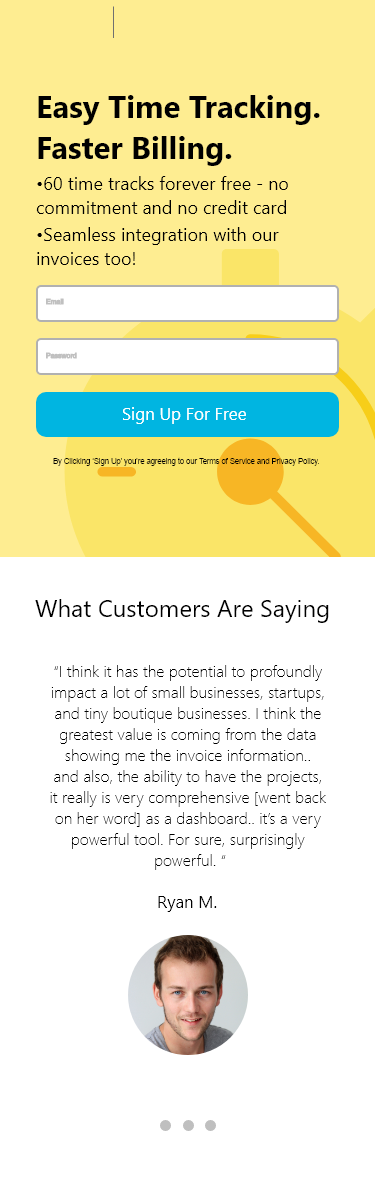 Easy Time Tracking.
Faster Billing.
•60 time tracks forever free - no
commitment and no credit card
•Seamless integration with our
invoices too!
Email
Password
Sign Up For Free
By Clicking 'Sign Up' you're agreeing to our Terms of Service and Privacy Policy.
What Customers Are Saying
“I think it has the potential to profoundly
impact a lot of small businesses, startups,
and tiny boutique businesses. I think the
greatest value is coming from the data
showing me the invoice information..
and also, the ability to have the projects,
it really is very comprehensive [went back
on her word] as a dashboard.. it’s a very
powerful tool. For sure, surprisingly
powerful. “
Ryan M.